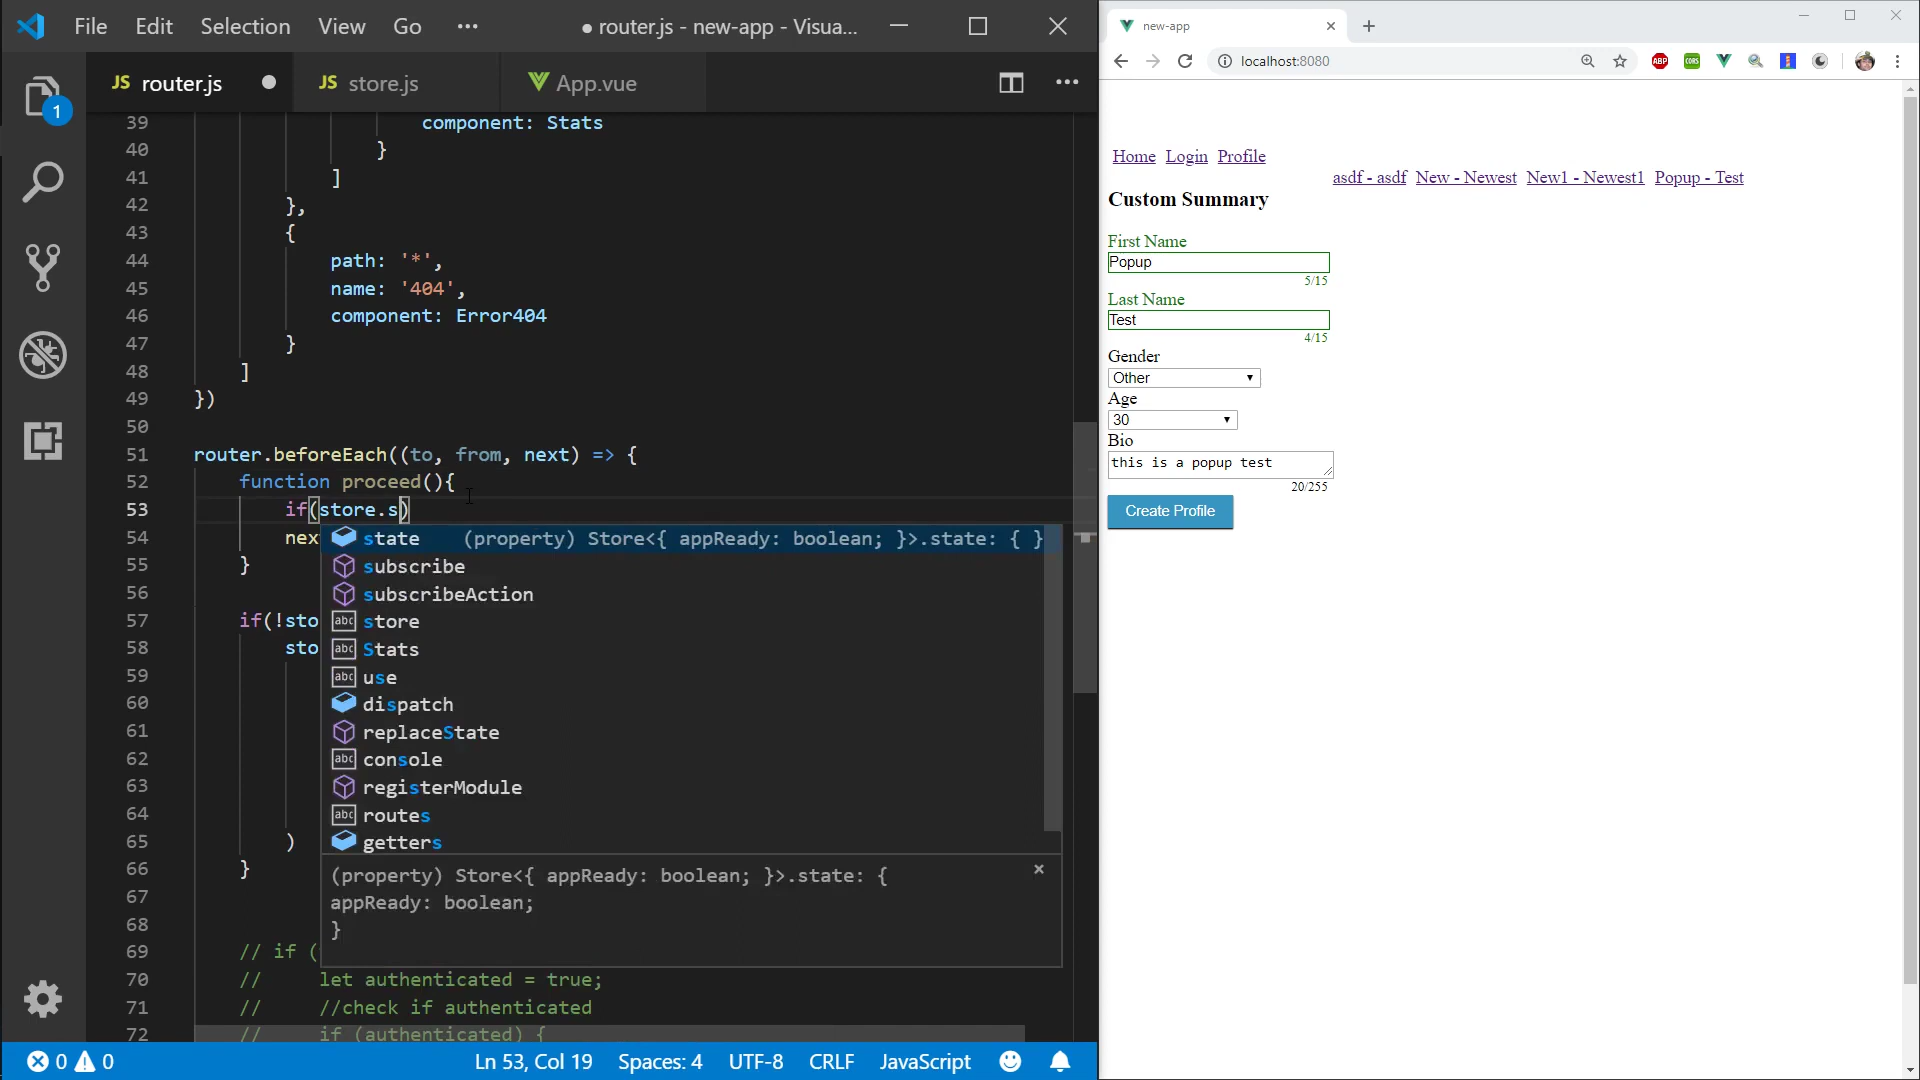 File Edit Selection View Go ···
● router.js - new-app - Visua...
JS router.js
JS store.js
App.vue
1
39 component: Stats
40 }
41 ]
42 },
43 {
44 path: '*',
45 name: '404',
46 component: Error404
47 }
48 ]
49 })
50
51 router.beforeEach((to, from, next) => {
52 function proceed(){
53 if(store.s)
54 nex
55 }
56
57 if(!sto
58 sto
59
60
61
62
63
64
65 )
66 }
67
68
69 // if (
70 // let authenticated = true;
71 // //check if authenticated
72 // if (authenticated) {
state (property) Store<{ appReady: boolean; }>.state: { }
subscribe
subscribeAction
abc store
abc Stats
abc use
dispatch
replaceState
abc console
registerModule
abc routes
getters
(property) Store<{ appReady: boolean; }>.state: {
appReady: boolean;
}
0 0
Ln 53, Col 19 Spaces: 4 UTF-8 CRLF JavaScript
new-app
localhost:8080
ABP
CORS
Home Login Profile
asdf - asdf New - Newest New1 - Newest1 Popup - Test
Custom Summary
First Name
Popup
5/15
Last Name
Test
4/15
Gender
Other
Age
30
Bio
this is a popup test
20/255
Create Profile